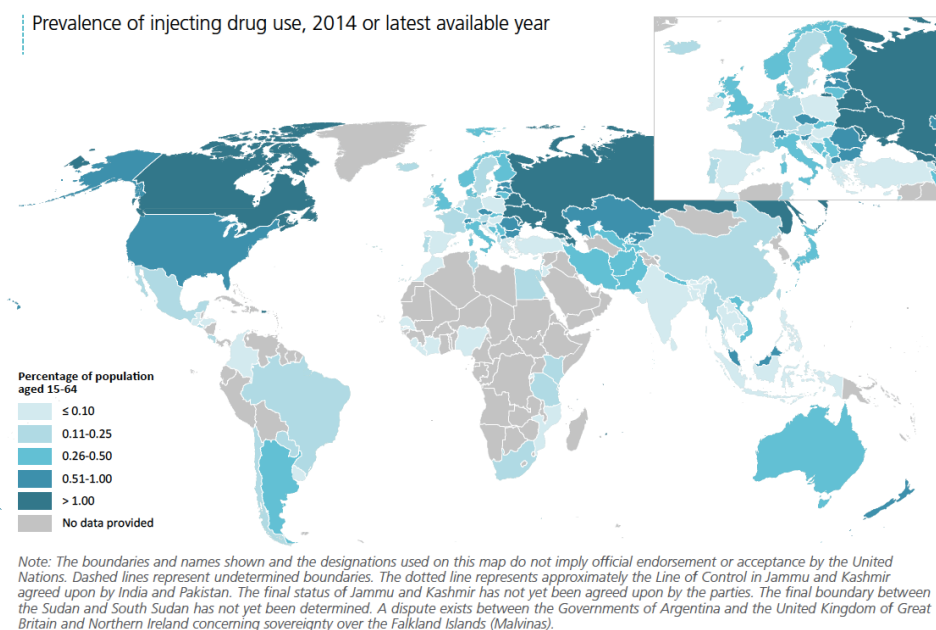 Prevalence of injecting drug use, 2014 or latest available year
Percentage of population
aged 15-64
≤ 0.10
0.11-0.25
0.26-0.50
0.51-1.00
> 1.00
No data provided
Note: The boundaries and names shown and the designations used on this map do not imply official endorsement or acceptance by the United
Nations. Dashed lines represent undetermined boundaries. The dotted line represents approximately the Line of Control in Jammu and Kashmir
agreed upon by India and Pakistan. The final status of Jammu and Kashmir has not yet been agreed upon by the parties. The final boundary between
the Sudan and South Sudan has not yet been determined. A dispute exists between the Governments of Argentina and the United Kingdom of Great
Britain and Northern Ireland concerning sovereignty over the Falkland Islands (Malvinas).